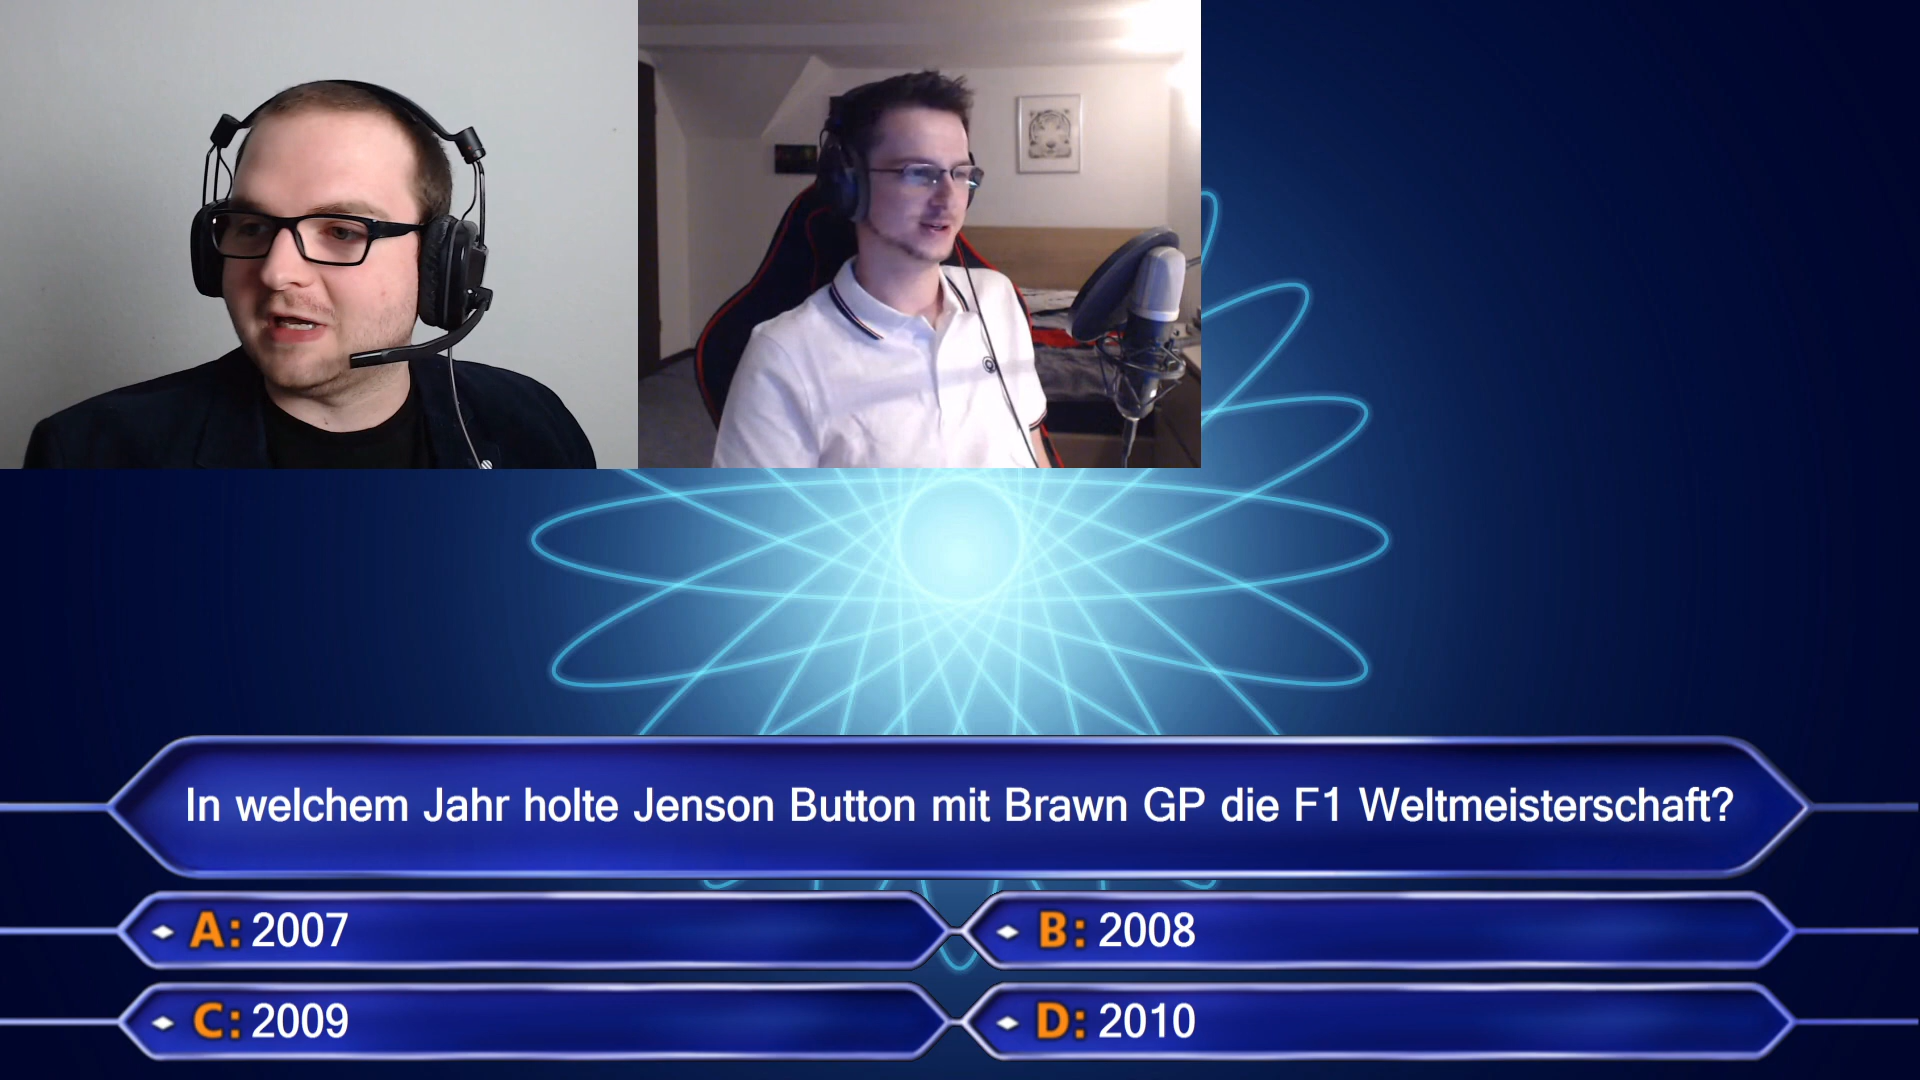 In welchem Jahr holte Jenson Button mit Brawn GP die F1 Weltmeisterschaft?
A: 2007
B: 2008
C: 2009
D: 2010